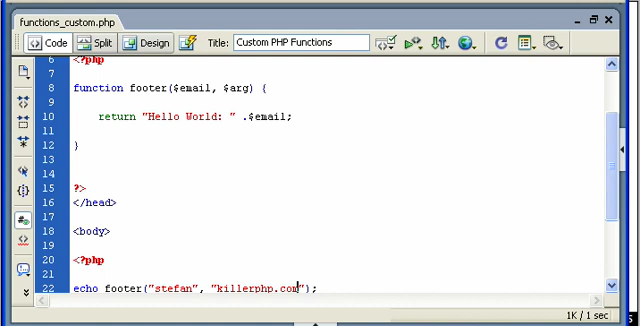 functions_custom.php
Code Split Design Title: Custom PHP Functions
6 <?php
7
8 function footer($email, $arg) {
9
10 return "Hello World: " .$email;
11
12 }
13
14
15 ?>
16 </head>
17
18 <body>
19
20 <?php
21
22 echo footer("stefan", "killerphp.com");
1K / 1 sec